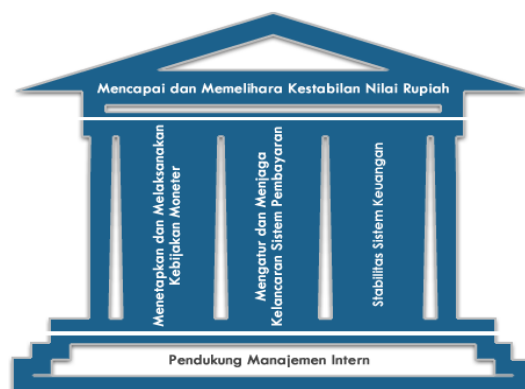 Mencapai dan Memelihara Kestabilan Nilai Rupiah
Menetapkan dan Melaksanakan
Kebijakan Moneter
Mengatur dan Menjaga
Kelancaran Sistem Pembayaran
Stabilitas Sistem Keuangan
Pendukung Manajemen Intern